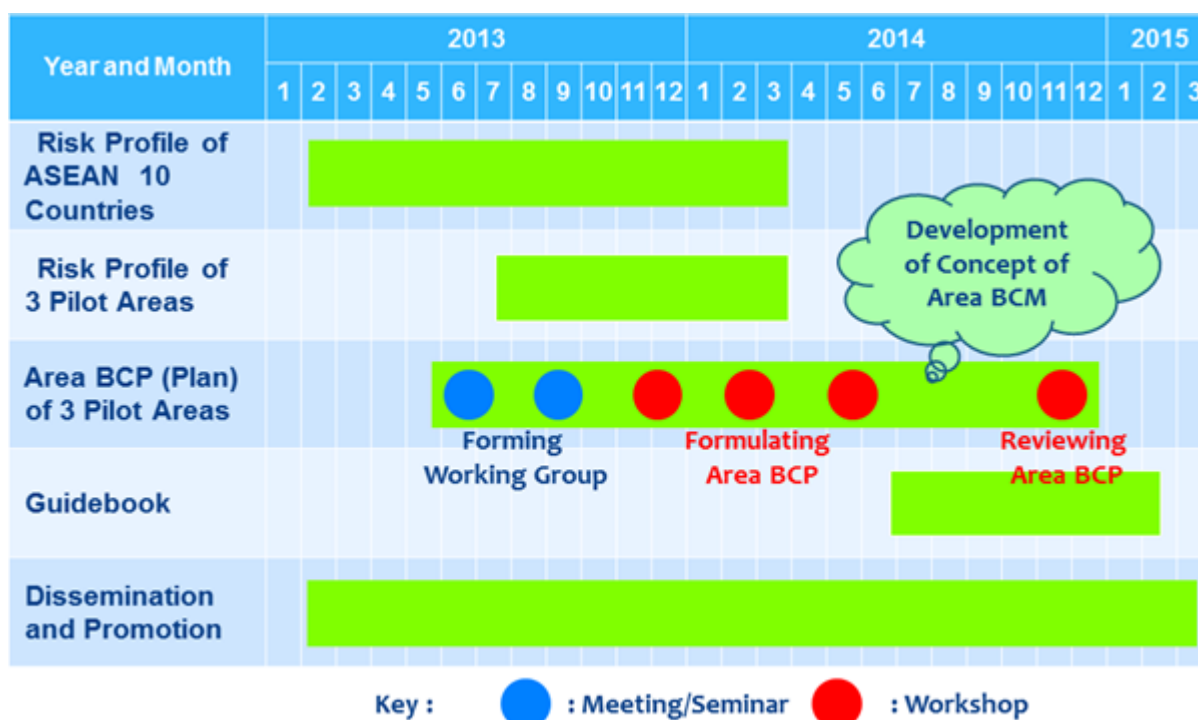 Year and Month
2013
2014
2015
1 2 3 4 5 6 7 8 9 10 11 12 1 2 3 4 5 6 7 8 9 10 11 12 1 2 3
Risk Profile of
ASEAN 10
Countries
Risk Profile of
3 Pilot Areas
Development
of Concept of
Area BCM
Area BCP (Plan)
of 3 Pilot Areas
Forming
Working Group
Formulating
Area BCP
Reviewing
Area BCP
Guidebook
Dissemination
and Promotion
Key : : Meeting/Seminar : Workshop